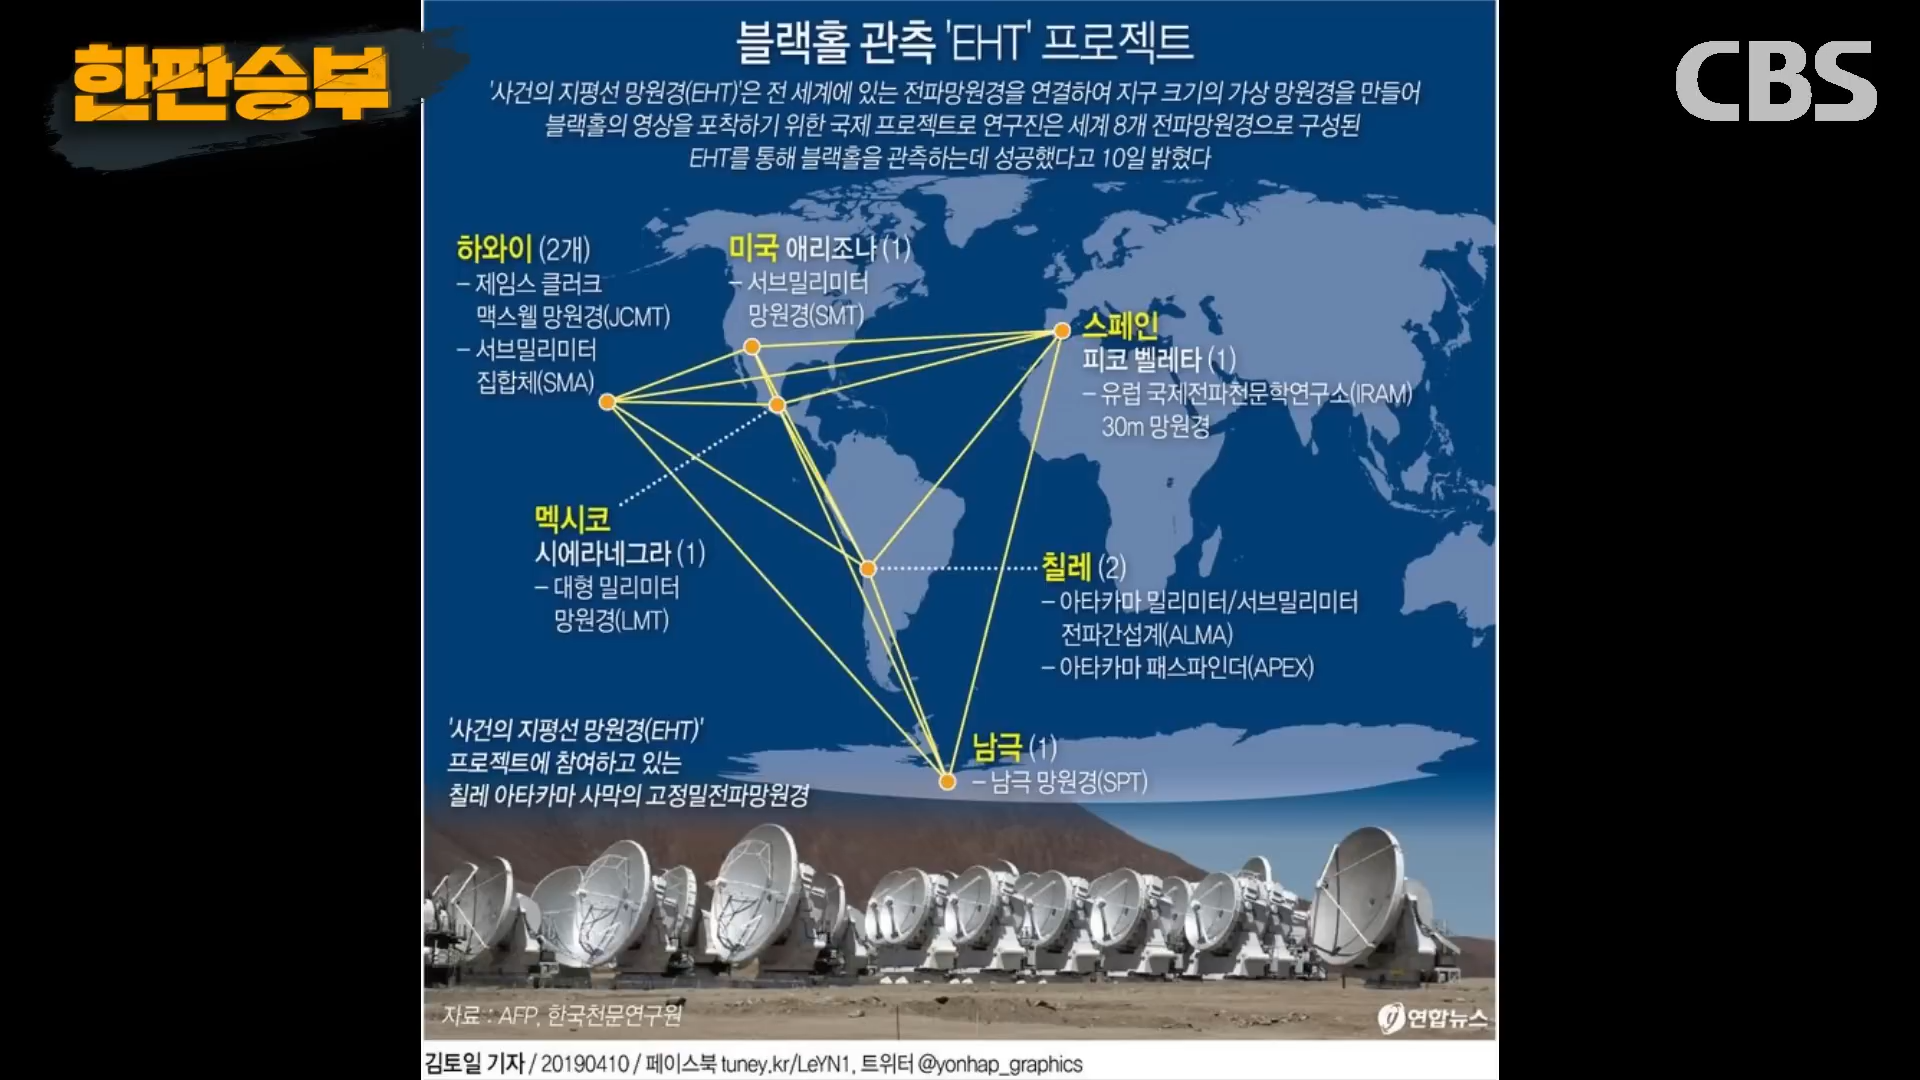 한판승부
CBS
블랙홀 관측 'EHT' 프로젝트
'사건의 지평선 망원경(EHT)'은 전 세계에 있는 전파망원경을 연결하여 지구 크기의 가상 망원경을 만들어
블랙홀의 영상을 포착하기 위한 국제 프로젝트로 연구진은 세계 8개 전파망원경으로 구성된
EHT를 통해 블랙홀을 관측하는데 성공했다고 10일 밝혔다
하와이 (2개)
– 제임스 클러크
맥스웰 망원경(JCMT)
– 서브밀리미터
집합체(SMA)
미국 애리조나 (1)
– 서브밀리미터
망원경(SMT)
스페인
피코 벨레타 (1)
– 유럽 국제전파천문학연구소(IRAM)
30m 망원경
멕시코
시에라네그라 (1)
– 대형 밀리미터
망원경(LMT)
칠레 (2)
– 아타카마 밀리미터/서브밀리미터
전파간섭계(ALMA)
– 아타카마 패스파인더(APEX)
남극 (1)
– 남극 망원경(SPT)
'사건의 지평선 망원경(EHT)'
프로젝트에 참여하고 있는
칠레 아타카마 사막의 고정밀전파망원경
자료 : AFP, 한국천문연구원
연합뉴스
김토일 기자 / 20190410 / 페이스북 tuney.kr/LeYN1, 트위터 @yonhap_graphics